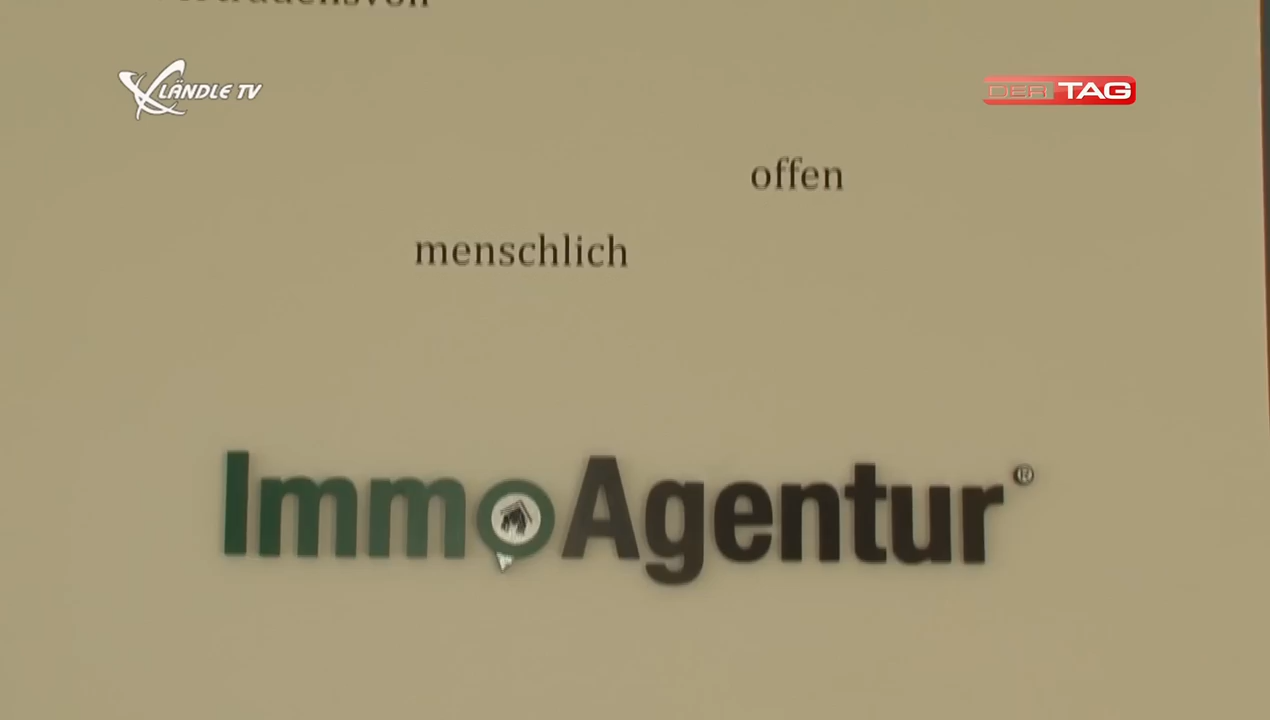 LÄNDLE TV
DER TAG
offen
menschlich
ImmoAgentur®